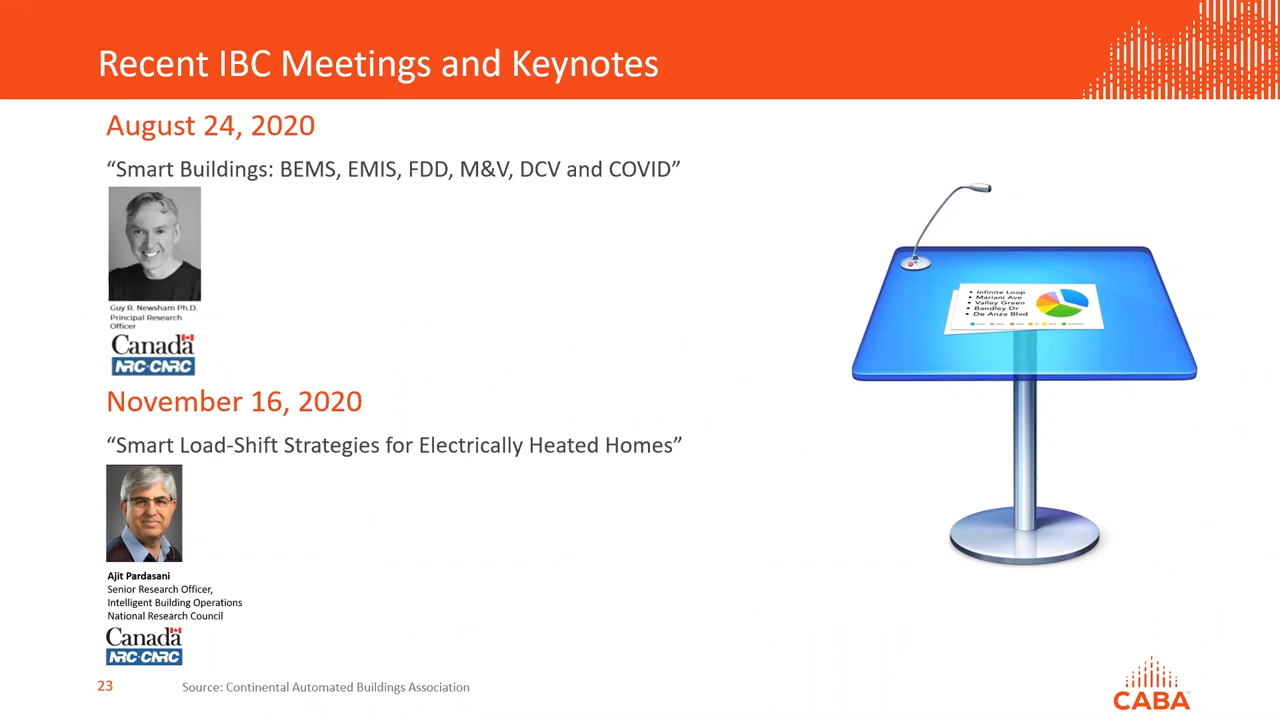 Recent IBC Meetings and Keynotes
August 24, 2020
“Smart Buildings: BEMS, EMIS, FDD, M&V, DCV and COVID”
Guy R. Newsham Ph.D.
Principal Research
Officer
Canada
NRC·CNRC
November 16, 2020
“Smart Load-Shift Strategies for Electrically Heated Homes”
Ajit Pardasani
Senior Research Officer,
Intelligent Building Operations
National Research Council
Canada
NRC·CNRC
• Infinite Loop
• Mariani Ave
• Valley Green
• Bandley Dr
• De Anza Blvd
23
Source: Continental Automated Buildings Association
CABA